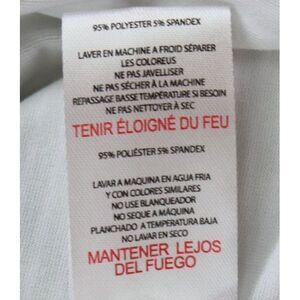 95% POLYESTER 5% SPANDEX
LAVER EN MACHINE A FROID SÉPARER
LES COLOREUS
NE PAS JAVELLISER
NE PAS SÉCHER À LA MACHINE
REPASSAGE BASSE TEMPÉRATURE SI BESOIN
NE PAS NETTOYER À SEC
TENIR ÉLOIGNÉ DU FEU
95% POLIÉSTER 5% SPANDEX
LAVAR A MAQUINA EN AGUA FRIA
Y CON COLORES SIMILARES
NO USE BLANQUEADOR
NO SEQUE A MÁQUINA
PLANCHADO A TEMPERATURA BAJA
NO LAVAR EN SECO
MANTENER LEJOS
DEL FUEGO